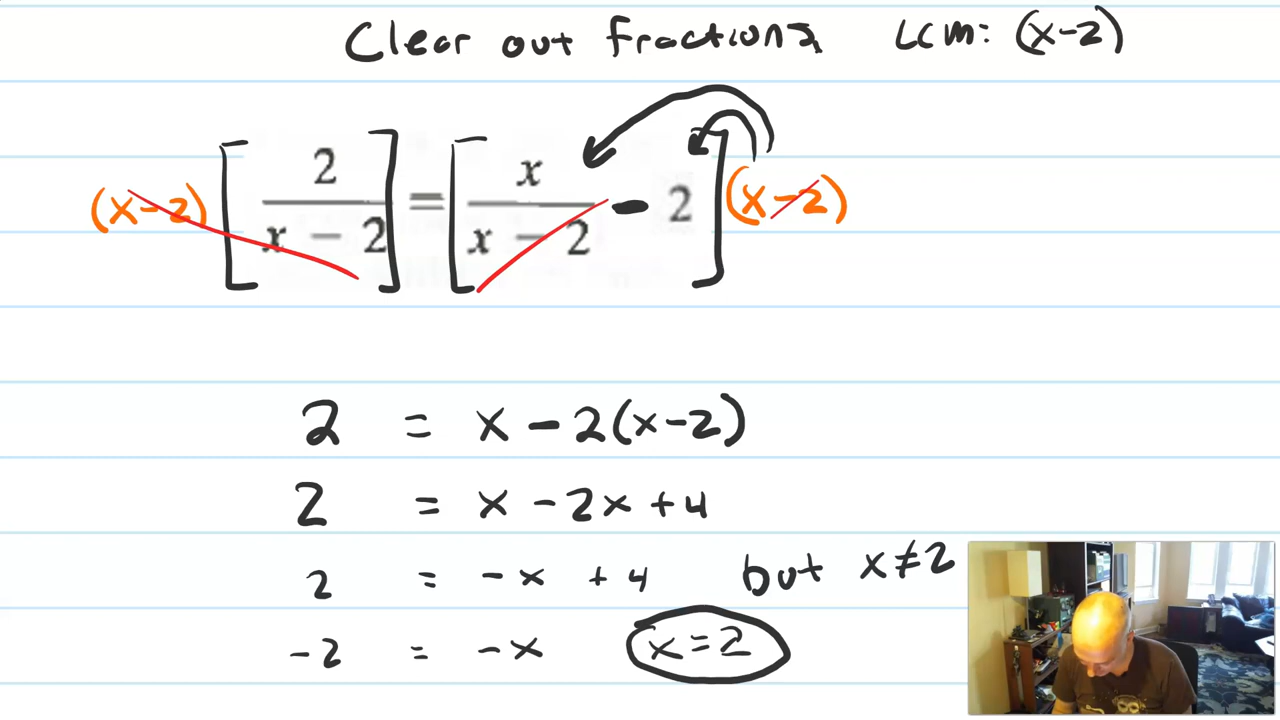 Clear out fractions, LCM: (x-2)
(x-2) [ 2/(x - 2) ] = [ x/(x - 2) - 2 ] (x-2)
2 = x - 2(x-2)
2 = x - 2x + 4
2 = -x + 4 but x≠2
-2 = -x x=2